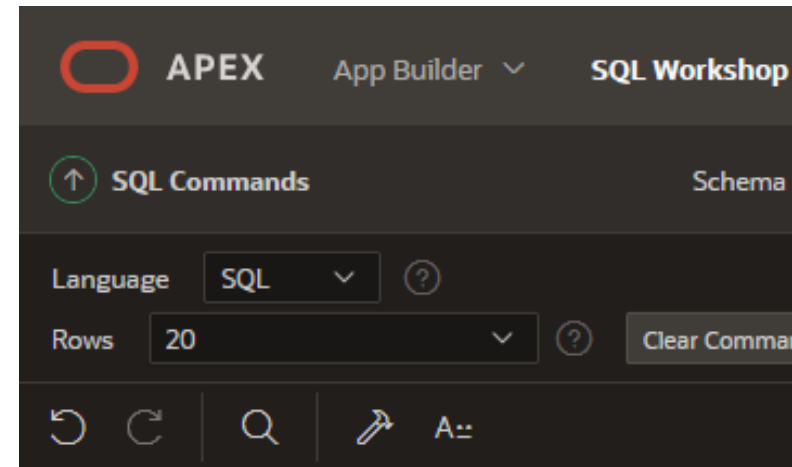 APEX App Builder SQL Workshop
SQL Commands Schema
Language SQL ?
Rows 20 ? Clear Comma
A::